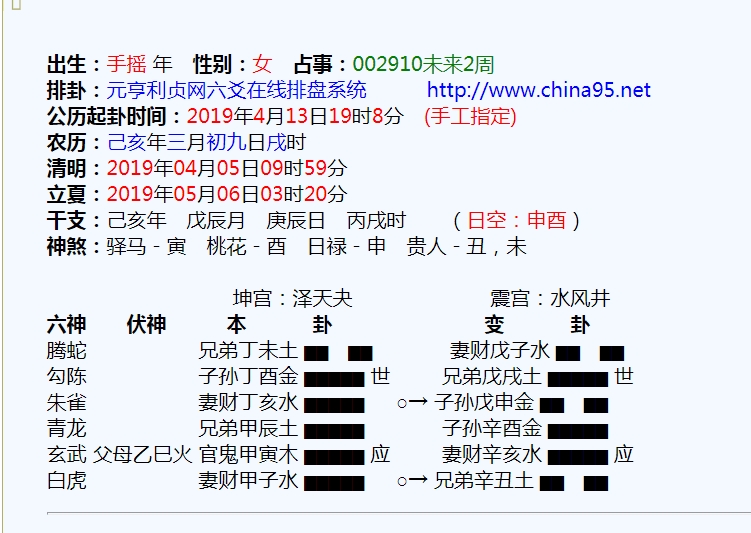 出生：手摇 年 性别：女 占事：002910未来2周
排卦：元亨利贞网六爻在线排盘系统 http://www.china95.net
公历起卦时间：2019年4月13日19时8分 (手工指定)
农历：己亥年三月初九日戌时
清明：2019年04月05日09时59分
立夏：2019年05月06日03时20分
干支：己亥年 戊辰月 庚辰日 丙戌时 （日空：申酉）
神煞：驿马－寅 桃花－酉 日禄－申 贵人－丑，未
坤宫：泽天夬 震宫：水风井
六神 伏神 本 卦 变 卦
腾蛇 兄弟丁未土 妻财戊子水
勾陈 子孙丁酉金 世 兄弟戊戌土 世
朱雀 妻财丁亥水 ○→ 子孙戊申金
青龙 兄弟甲辰土 子孙辛酉金
玄武 父母乙巳火 官鬼甲寅木 应 妻财辛亥水 应
白虎 妻财甲子水 ○→ 兄弟辛丑土